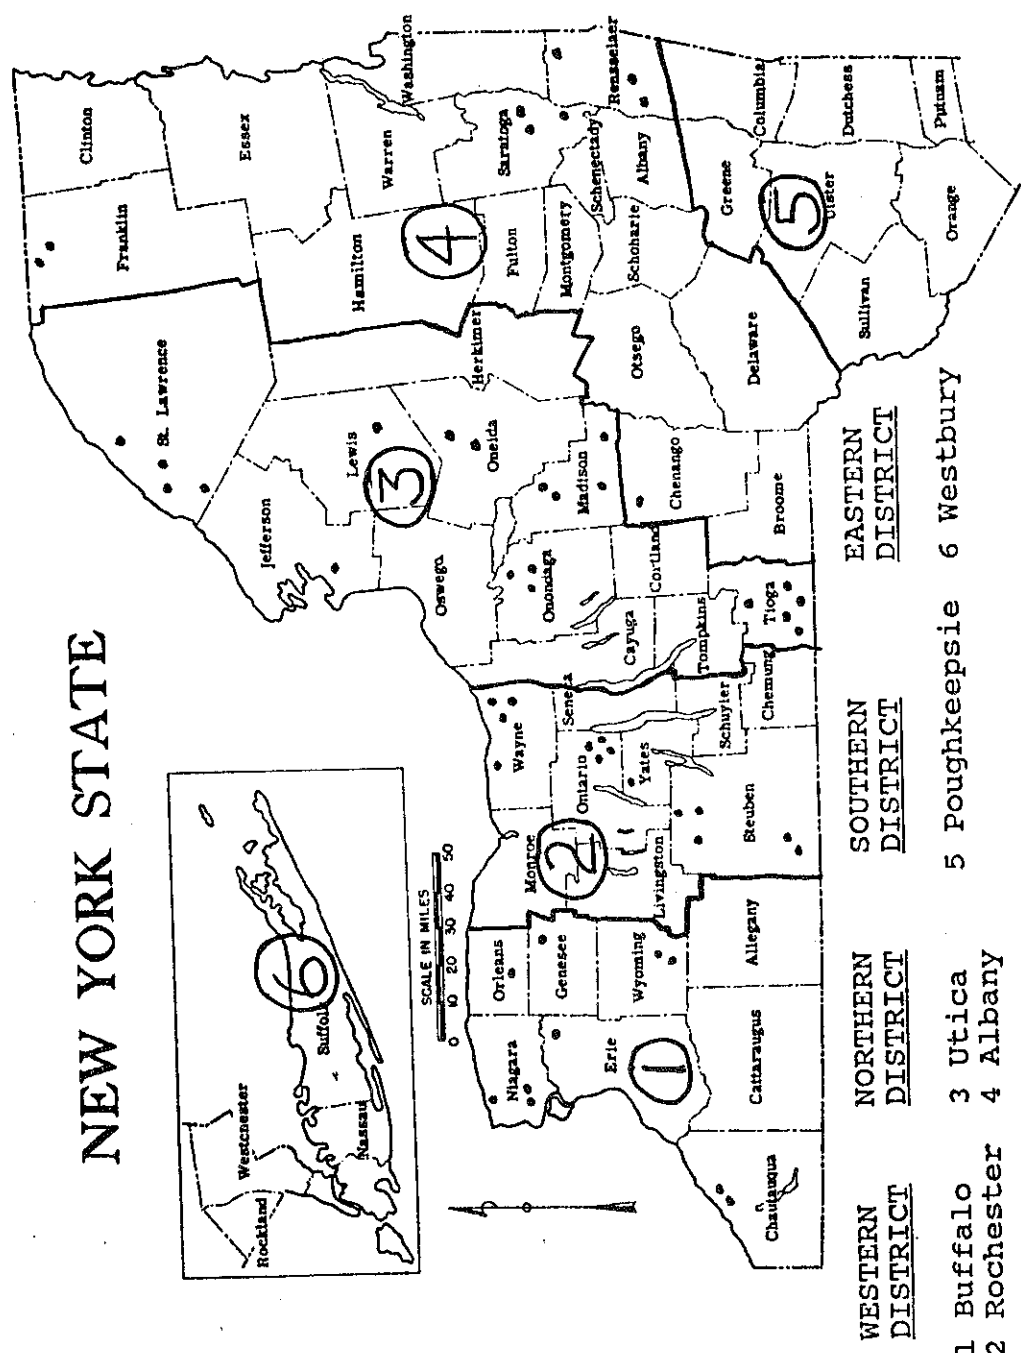 NEW YORK STATE
Rockland
Westchester
Nassau
Suffolk
6
SCALE IN MILES
0 10 20 30 40 50
Clinton
Franklin
Essex
St. Lawrence
Jefferson
Lewis
Hamilton
Warren
Washington
Oswego
3
Oneida
Herkimer
4
Fulton
Saratoga
Niagara
Orleans
Monroe
Wayne
Onondaga
Madison
Montgomery
Schenectady
Rensselaer
Genesee
2
Ontario
Seneca
Cayuga
Otsego
Schoharie
Albany
Erie
1
Wyoming
Livingston
Yates
Cortland
Chenango
Tompkins
Schuyler
Chautauqua
Cattaraugus
Allegany
Steuben
Chemung
Tioga
Broome
Delaware
Greene
Columbia
5
Ulster
Dutchess
Sullivan
Orange
Putnam
WESTERN NORTHERN SOUTHERN EASTERN
DISTRICT DISTRICT DISTRICT DISTRICT
1 Buffalo 3 Utica 5 Poughkeepsie 6 Westbury
2 Rochester 4 Albany